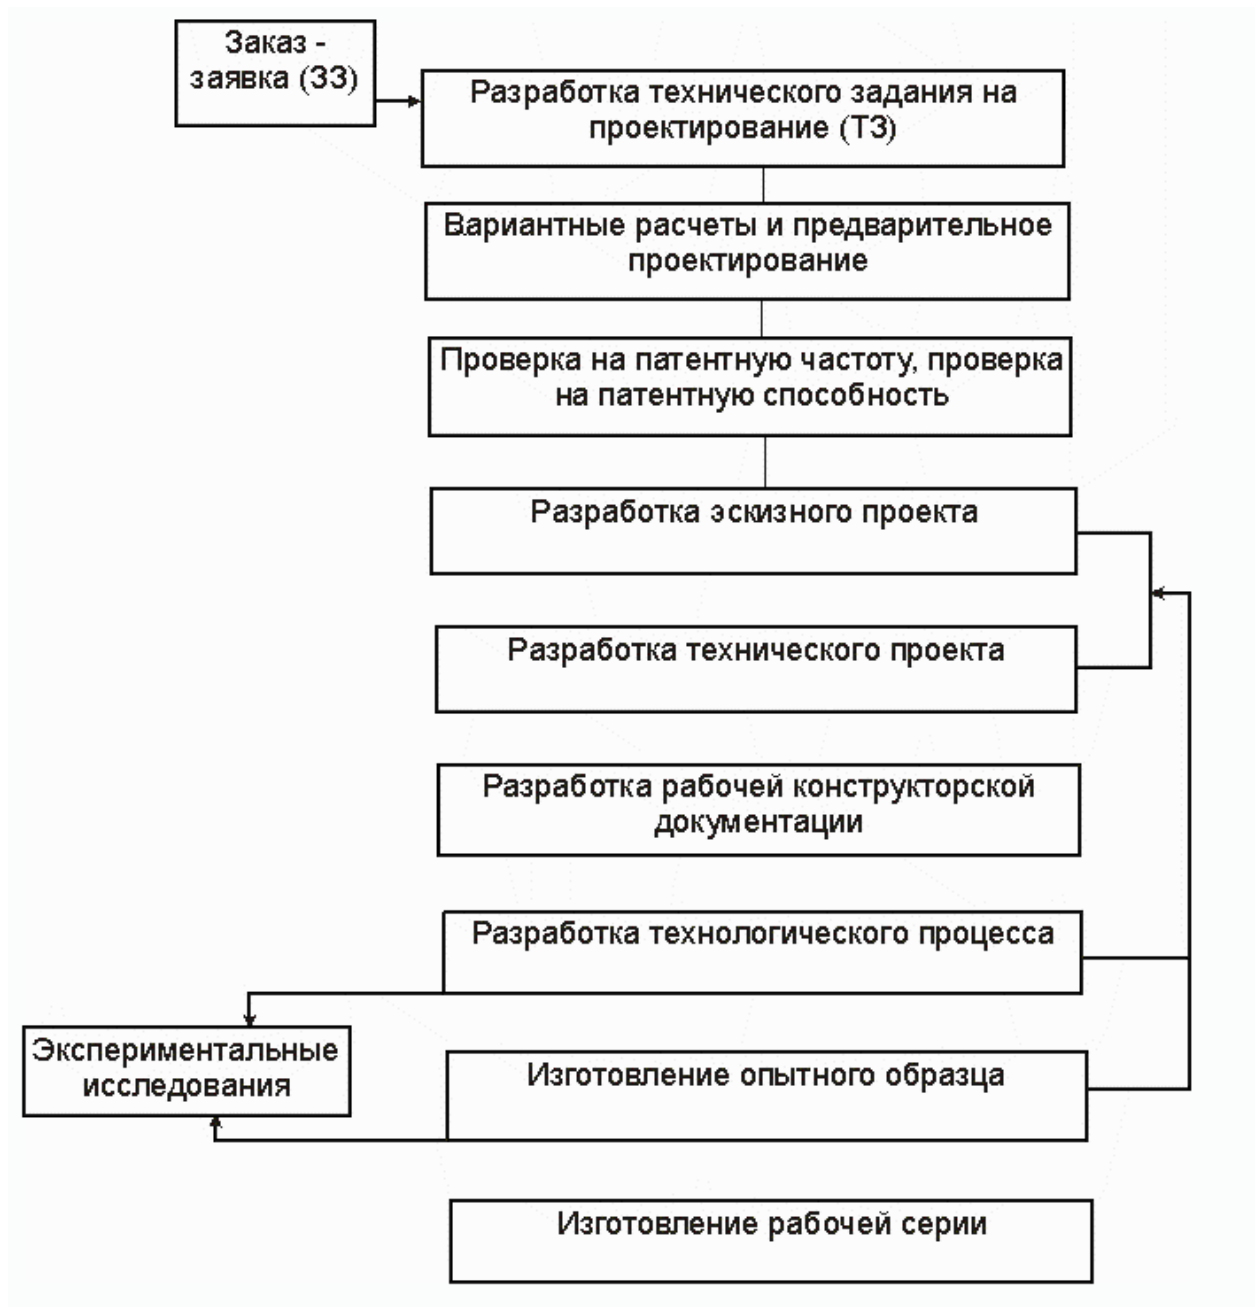 Заказ -
заявка (ЗЗ)
Разработка технического задания на
проектирование (ТЗ)
Вариантные расчеты и предварительное
проектирование
Проверка на патентную частоту, проверка
на патентную способность
Разработка эскизного проекта
Разработка технического проекта
Разработка рабочей конструкторской
документации
Разработка технологического процесса
Экспериментальные
исследования
Изготовление опытного образца
Изготовление рабочей серии